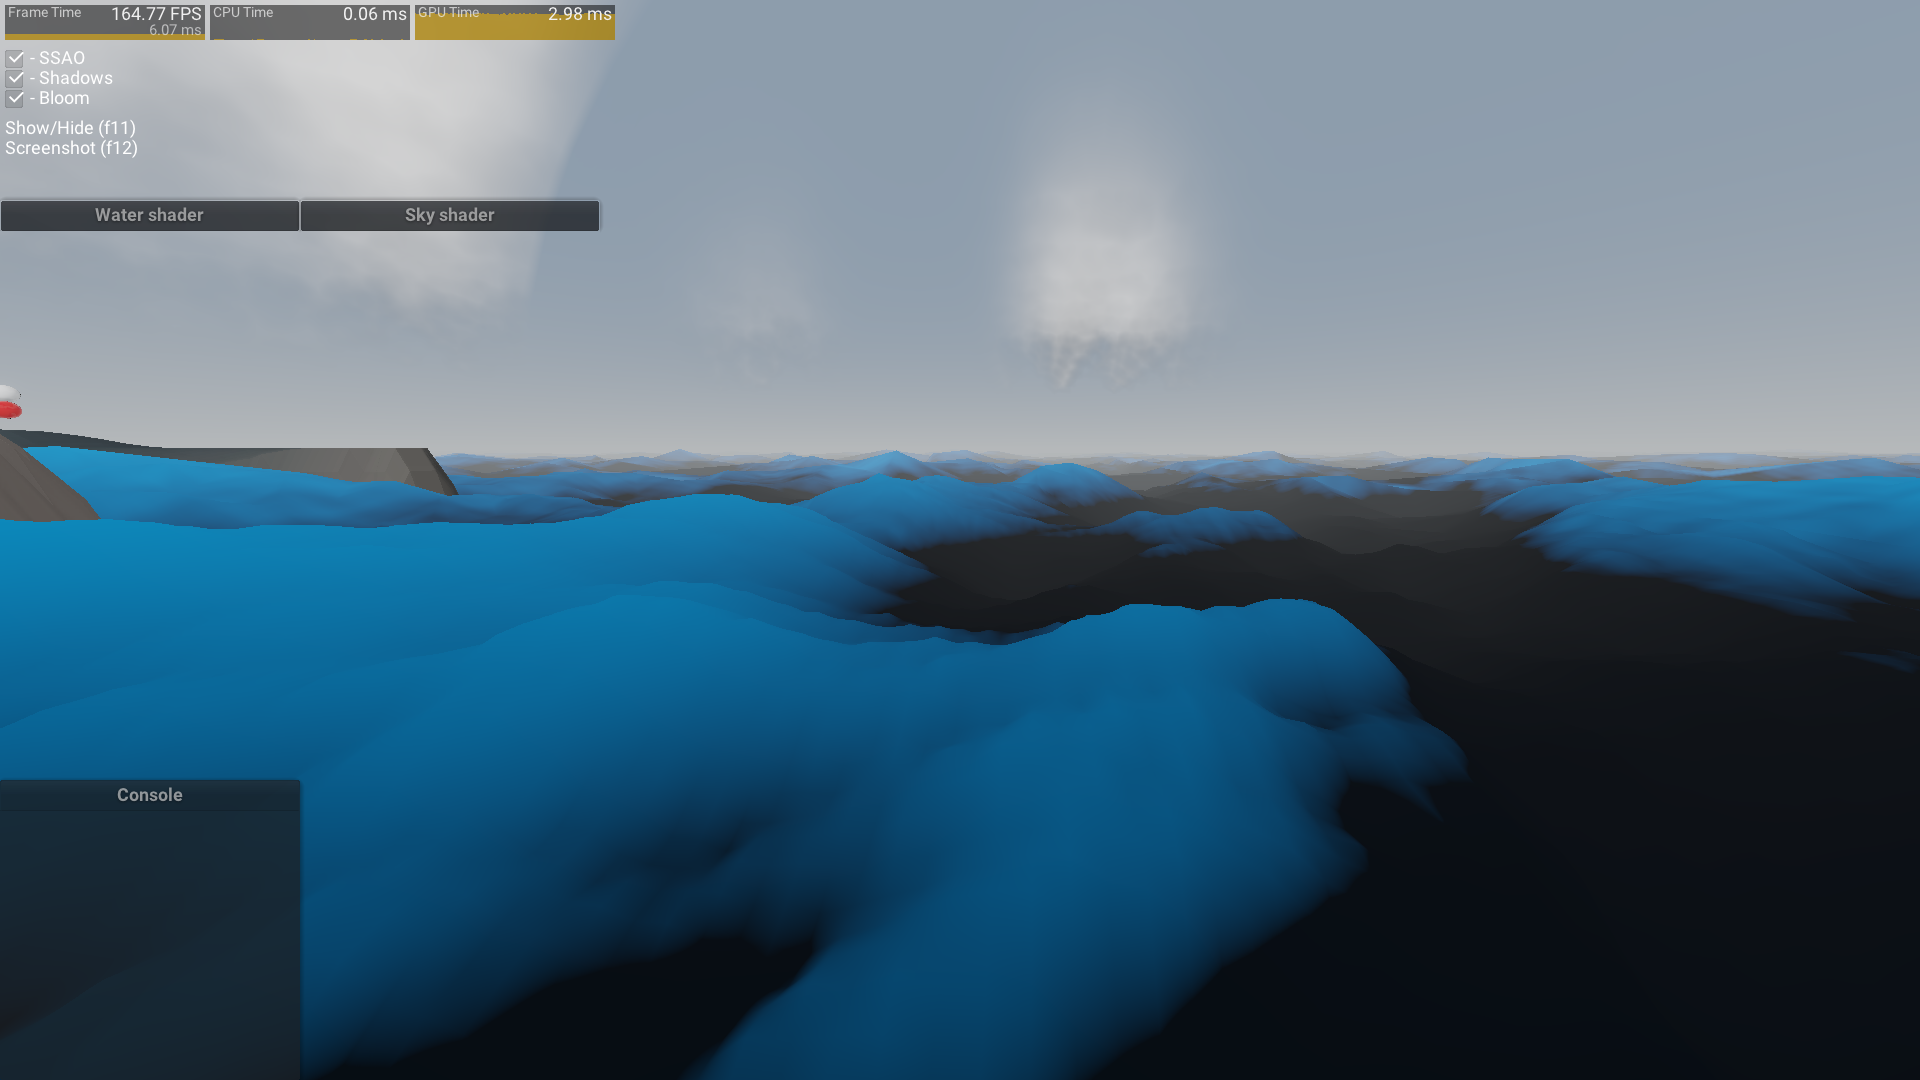 Frame Time 164.77 FPS
6.07 ms
CPU Time 0.06 ms
GPU Time 2.98 ms
- SSAO
- Shadows
- Bloom
Show/Hide (f11)
Screenshot (f12)
Water shader
Sky shader
Console